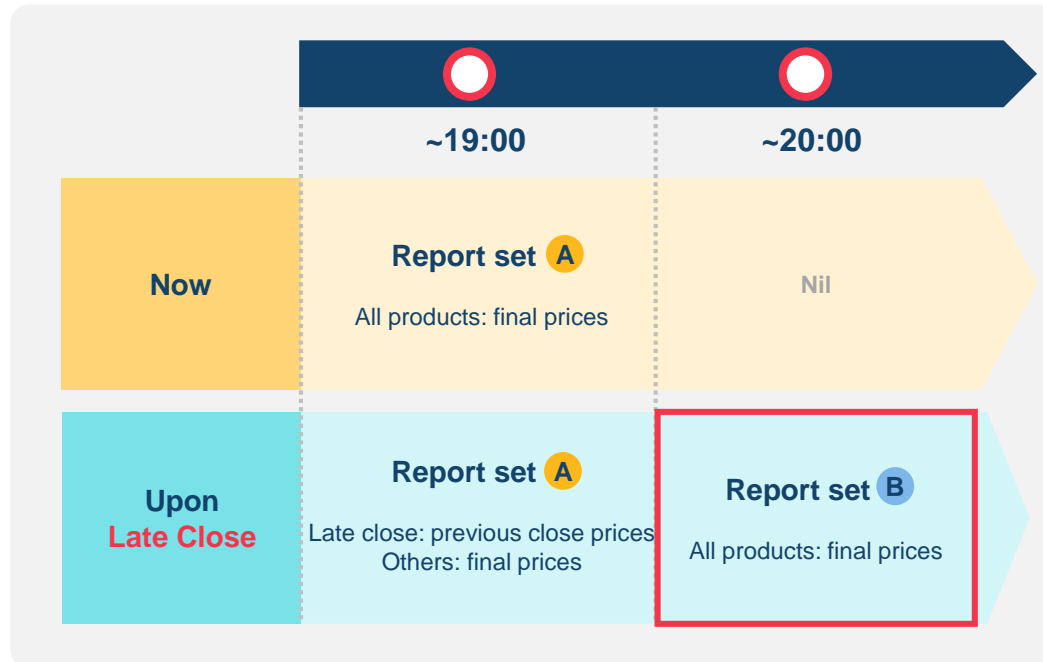 ~19:00
~20:00
Now
Report set A
All products: final prices
Nil
Upon
Late Close
Report set A
Late close: previous close prices
Others: final prices
Report set B
All products: final prices